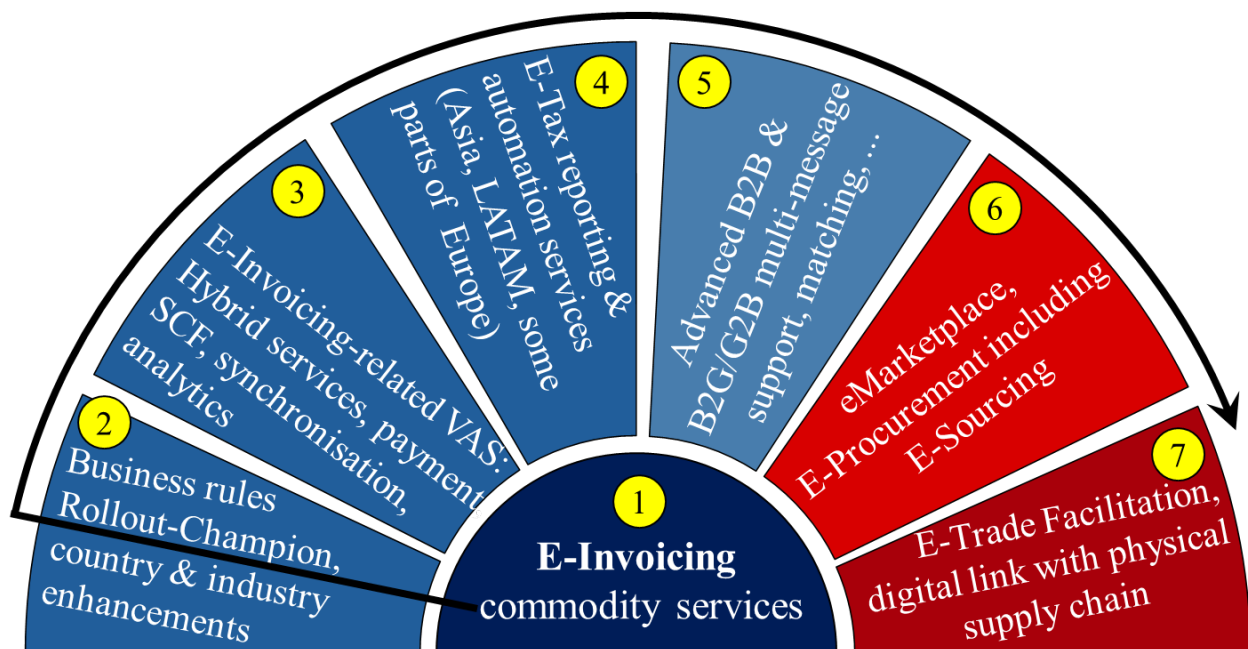 1
E-Invoicing
commodity services
2
Business rules
Rollout-Champion,
country & industry
enhancements
3
E-Invoicing-related VAS:
Hybrid services, payment,
SCF, synchronisation,
analytics
4
E-Tax reporting &
automation services
(Asia, LATAM, some
parts of Europe)
5
Advanced B2B &
B2G/G2B multi-message
support, matching, ...
6
eMarketplace,
E-Procurement including
E-Sourcing
7
E-Trade Facilitation,
digital link with physical
supply chain